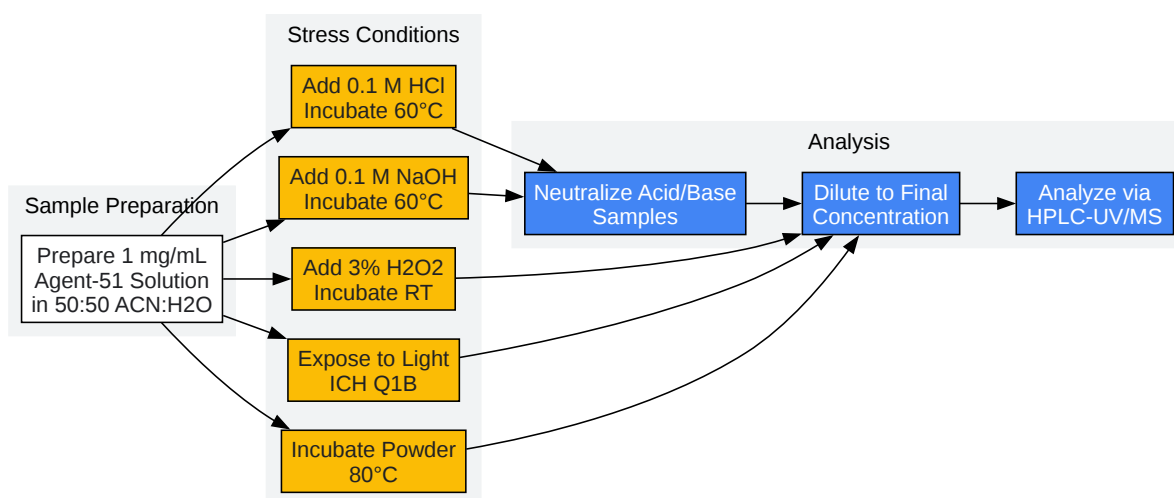 Sample Preparation
Prepare 1 mg/mL
Agent-51 Solution
in 50:50 ACN:H2O
Stress Conditions
Add 0.1 M HCl
Incubate 60°C
Add 0.1 M NaOH
Incubate 60°C
Add 3% H2O2
Incubate RT
Expose to Light
ICH Q1B
Incubate Powder
80°C
Analysis
Neutralize Acid/Base
Samples
Dilute to Final
Concentration
Analyze via
HPLC-UV/MS